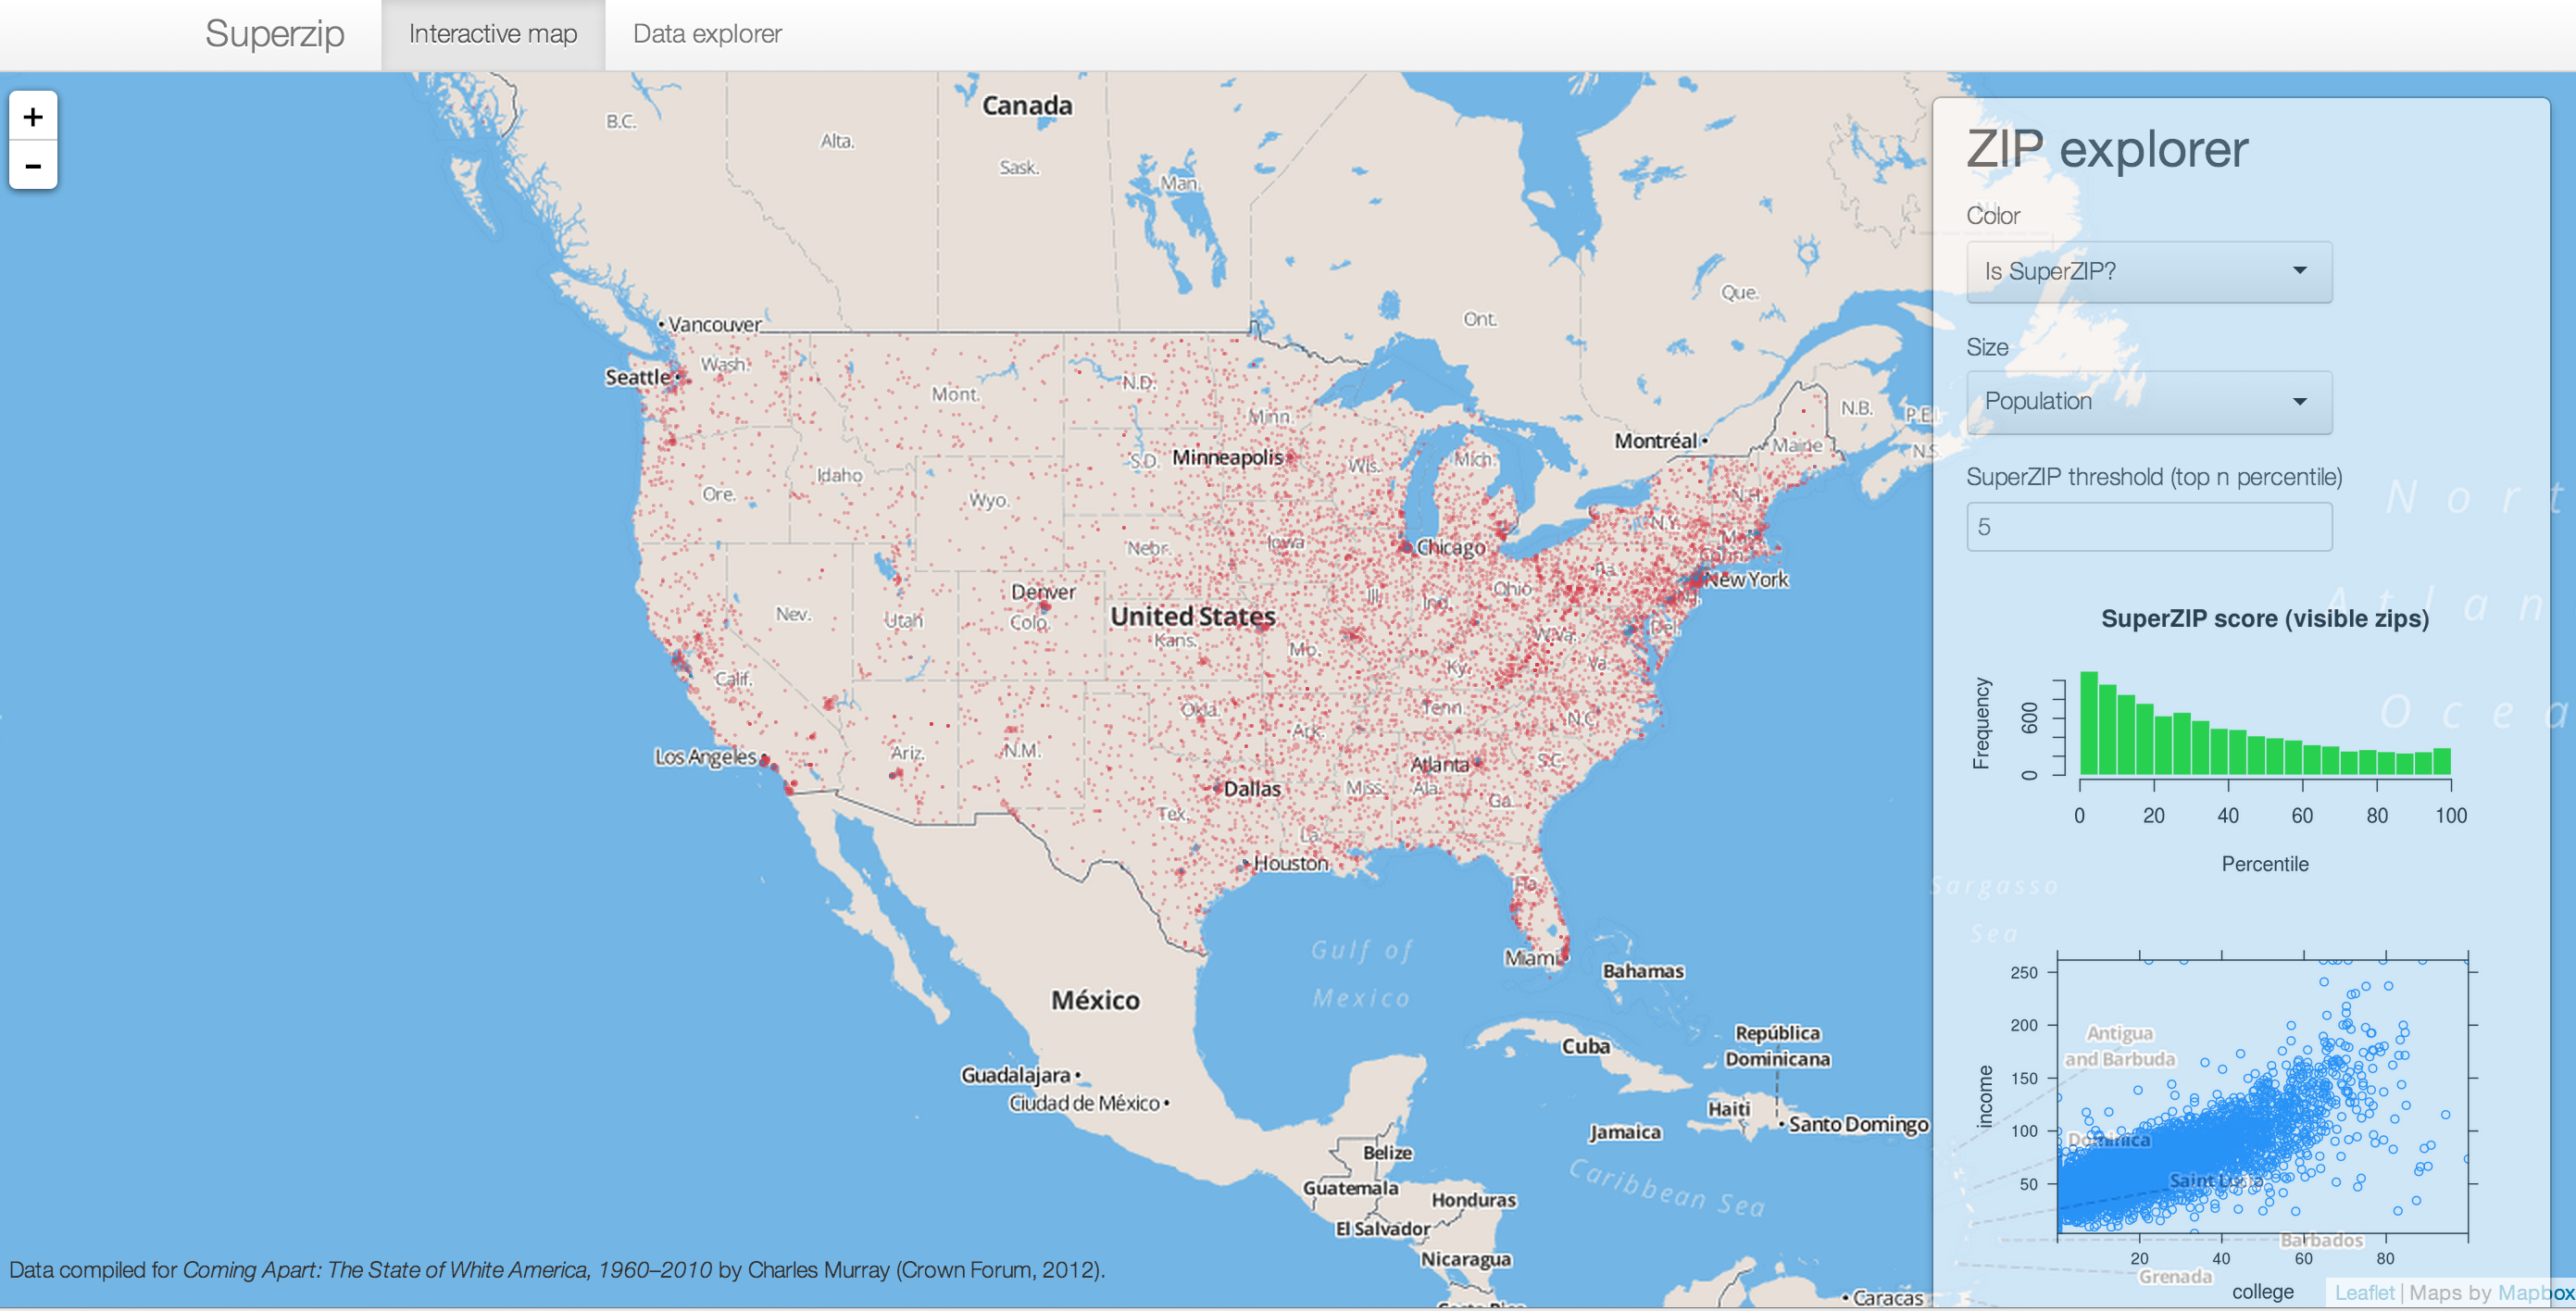 Superzip
Interactive map
Data explorer
+
-
Canada
B.C.
Alta.
Sask.
Man.
Que.
Ont.
Vancouver
Wash.
Seattle
Mont.
N.D.
Minn.
N.B.
P.E.I.
Montréal
Maine
N.S.
Minneapolis
S.D.
Wis.
Mich.
Idaho
Ore.
Wyo.
N.H.
N.Y.
Mass.
Conn.
Nebr.
Iowa
Chicago
Pa.
New York
N.J.
Denver
Ohio
Ill.
Ind.
United States
Nev.
Utah
Colo.
Kans.
Mo.
W.Va.
Del.
Ky.
Va.
Calif.
Okla.
Tenn.
N.C.
Ark.
Los Angeles
Ariz.
N.M.
Atlanta
S.C.
Dallas
Miss.
Ala.
Ga.
Tex.
La.
Houston
Fla.
Gulf of
Mexico
Miami
Bahamas
México
Cuba
República
Dominicana
Guadalajara
Ciudad de México
Haiti
Santo Domingo
Jamaica
Belize
Caribbean Sea
Guatemala
Honduras
El Salvador
Nicaragua
Caracas
Sargasso
Sea
Nort
Atlan
Ocea
Data compiled for Coming Apart: The State of White America, 1960–2010 by Charles Murray (Crown Forum, 2012).
ZIP explorer
Color
Is SuperZIP?
Size
Population
SuperZIP threshold (top n percentile)
5
SuperZIP score (visible zips)
Frequency
600
0
0 20 40 60 80 100
Percentile
250
200
150
100
50
income
20 40 60 80
college
Antigua
and Barbuda
Dominica
Saint Lucia
Barbados
Grenada
Leaflet | Maps by Mapbox